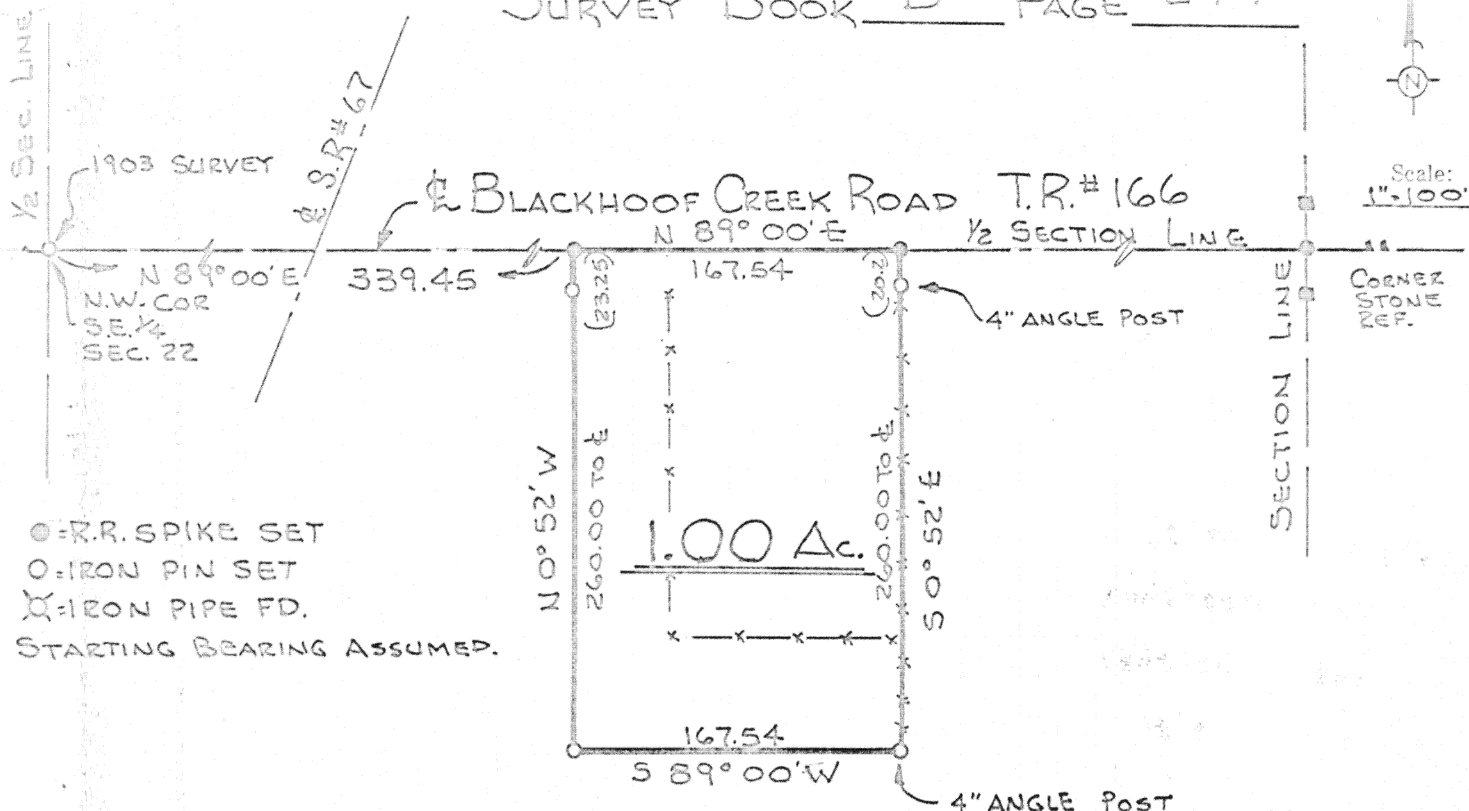 SURVEY BOOK PAGE
1/2 SEC. LINE
1903 SURVEY
℄ S.R.#67
N
Scale:
1"=100'
℄ BLACKHOOF CREEK ROAD T.R.#166
N 89°00'E
1/2 SECTION LINE
N 89°00'E
339.45
167.54
(23.25)
(20.2)
N.W. COR
S.E. 1/4
SEC. 22
4" ANGLE POST
CORNER
STONE
REF.
SECTION LINE
N 0° 52' W
260.00 TO ℄
1.00 Ac.
260.00 TO ℄
S 0° 52' E
=R.R. SPIKE SET
=IRON PIN SET
=IRON PIPE FD.
STARTING BEARING ASSUMED.
167.54
S 89° 00' W
4" ANGLE POST